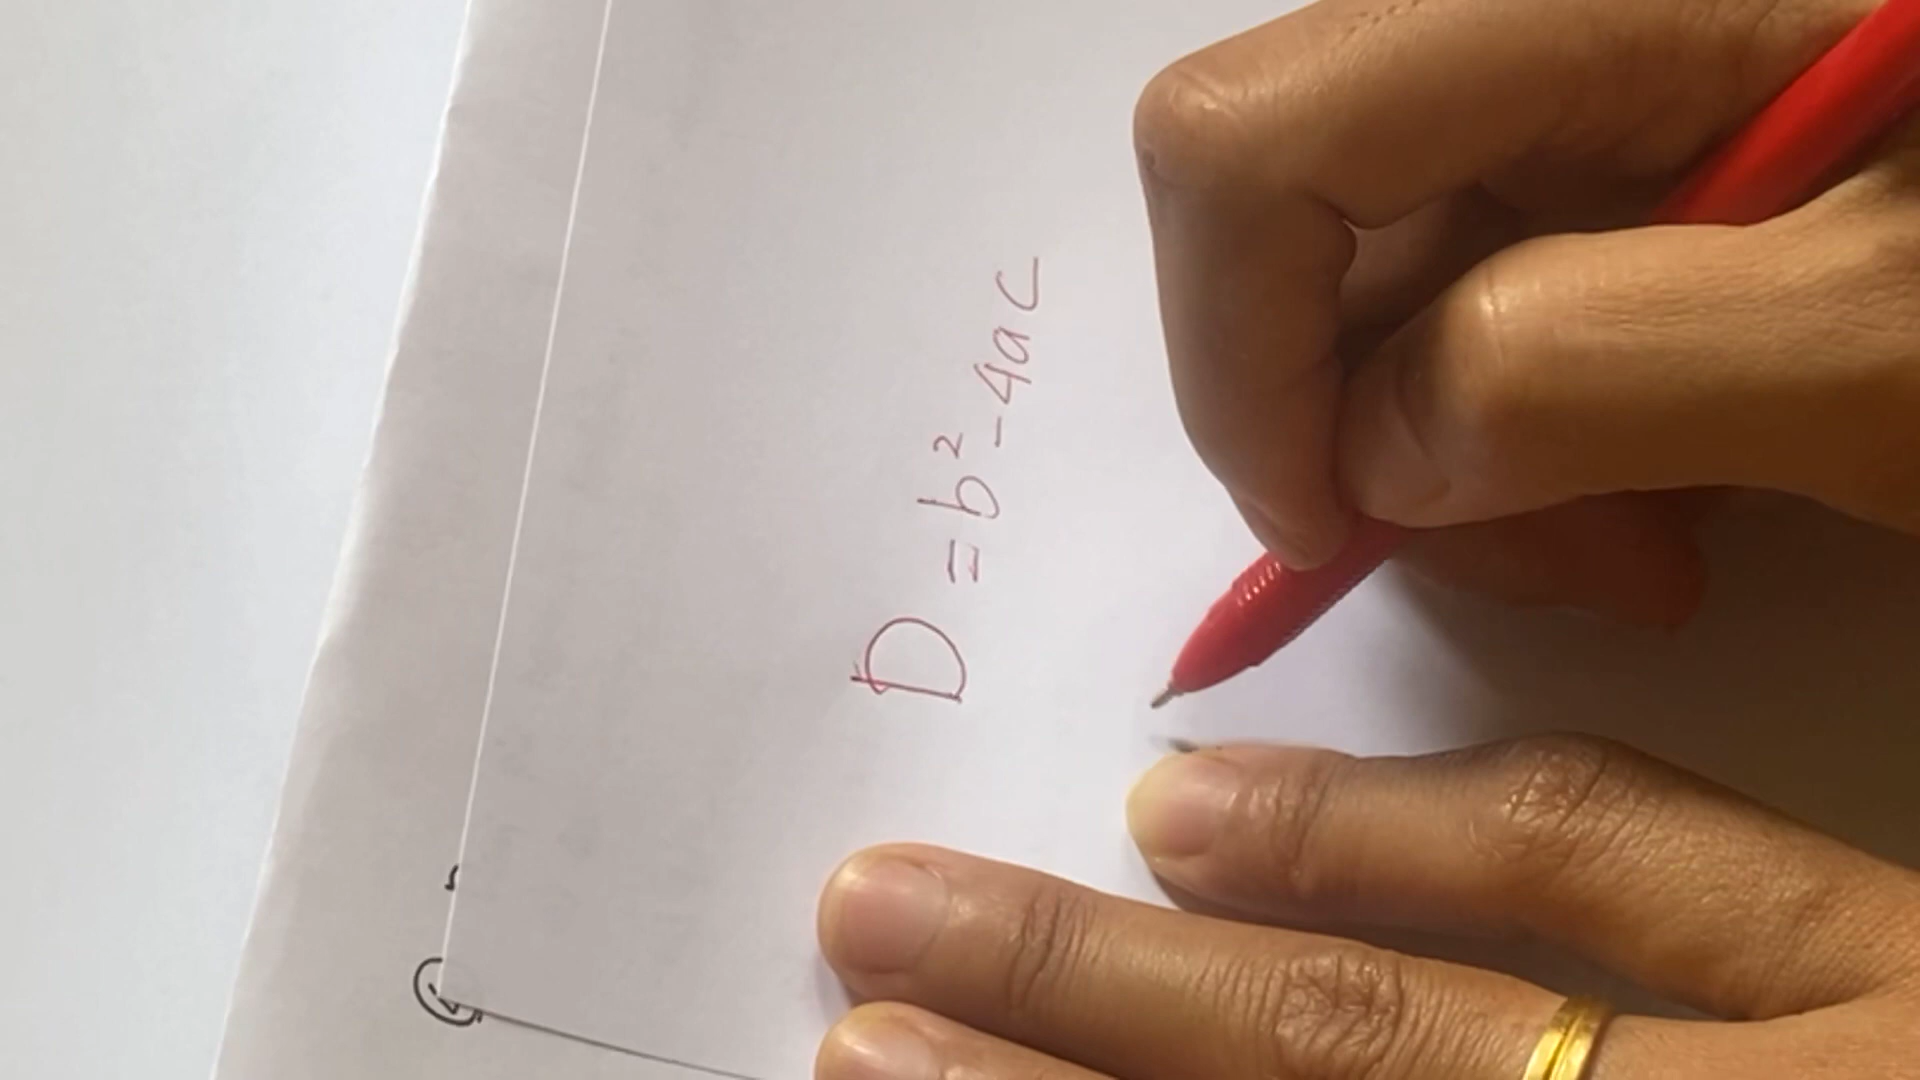 D = b² - 4ac